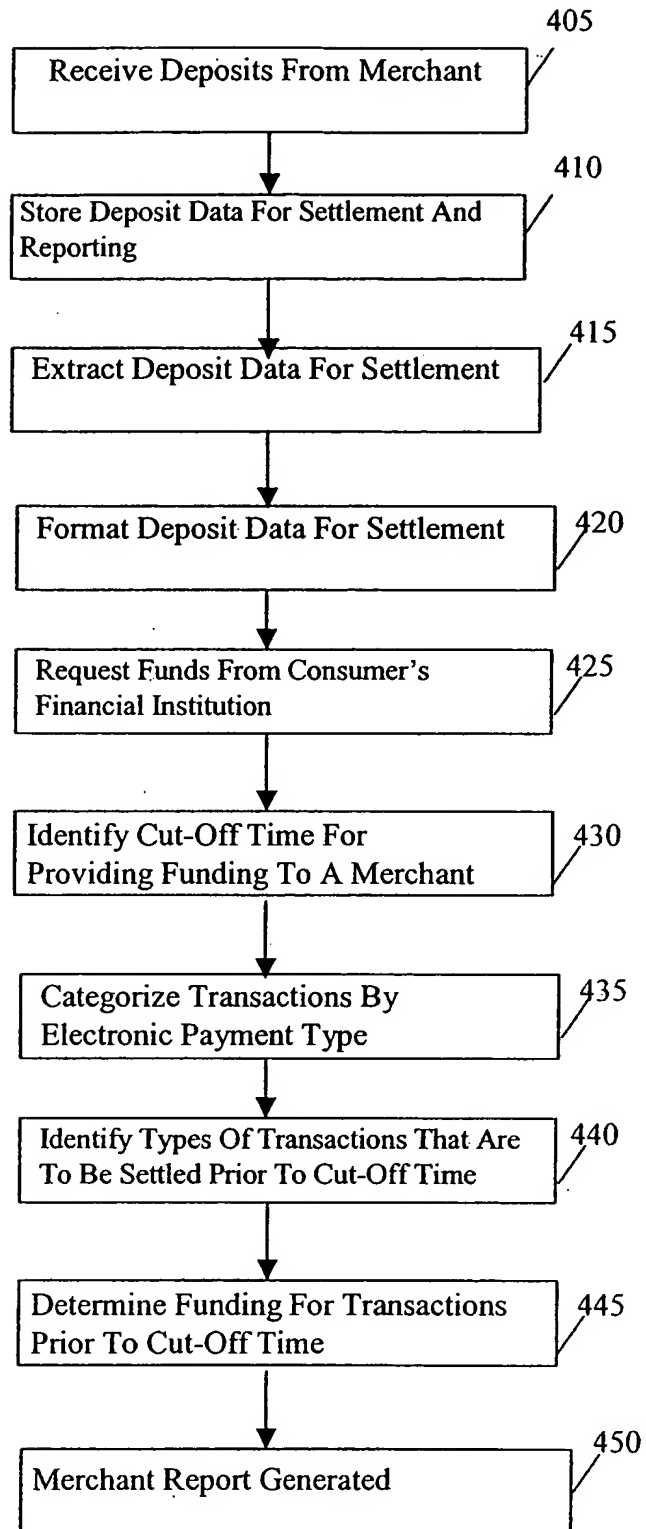 405
Receive Deposits From Merchant
410
Store Deposit Data For Settlement And
Reporting
415
Extract Deposit Data For Settlement
420
Format Deposit Data For Settlement
425
Request Funds From Consumer's
Financial Institution
430
Identify Cut-Off Time For
Providing Funding To A Merchant
435
Categorize Transactions By
Electronic Payment Type
440
Identify Types Of Transactions That Are
To Be Settled Prior To Cut-Off Time
445
Determine Funding For Transactions
Prior To Cut-Off Time
450
Merchant Report Generated